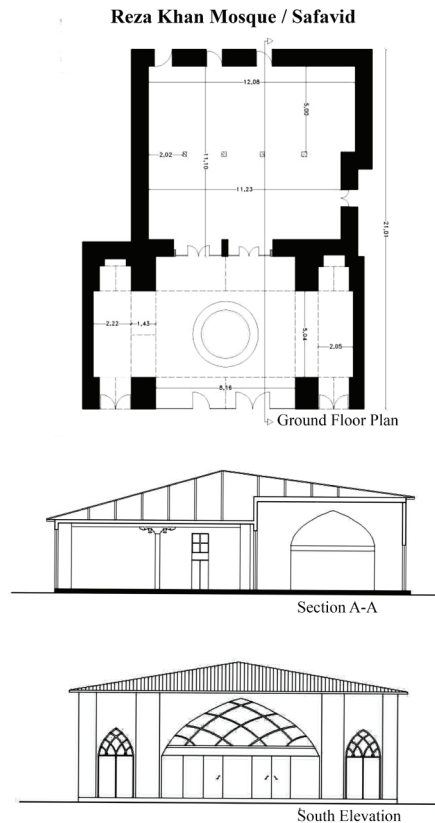 Reza Khan Mosque / Safavid
12,08
5,00
2,02
11,10
11,23
21,01
2,22
1,43
5,04
2,05
8,16
Ground Floor Plan
Section A-A
South Elevation